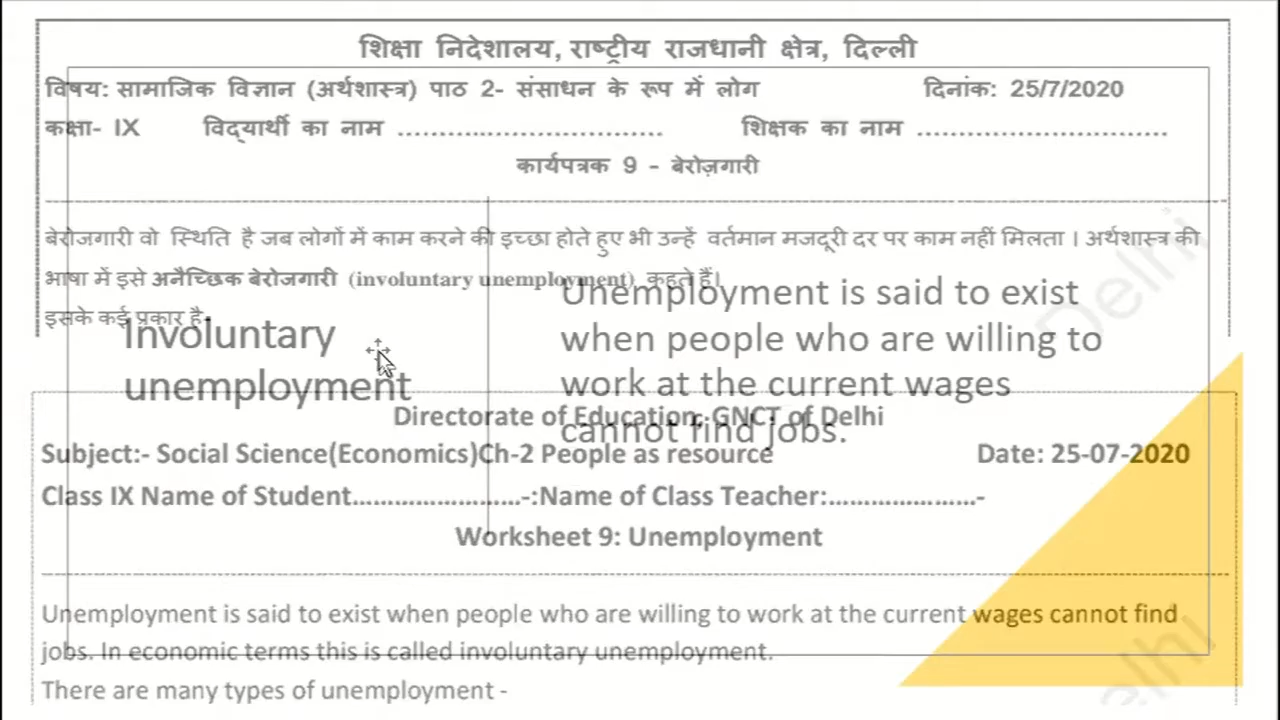 शिक्षा निदेशालय, राष्ट्रीय राजधानी क्षेत्र, दिल्ली
विषय: सामाजिक विज्ञान (अर्थशास्त्र) पाठ 2- संसाधन के रूप में लोग दिनांक: 25/7/2020
कक्षा- IX विद्यार्थी का नाम ................................ शिक्षक का नाम ..............................
कार्यपत्रक 9 - बेरोज़गारी
बेरोजगारी वो स्थिति है जब लोगों में काम करने की इच्छा होते हुए भी उन्हें वर्तमान मजदूरी दर पर काम नहीं मिलता । अर्थशास्त्र की
भाषा में इसे अनैच्छिक बेरोजगारी (involuntary unemployment) कहते हैं।
इसके कई प्रकार है-
Involuntary
unemployment
Unemployment is said to exist
when people who are willing to
work at the current wages
cannot find jobs.
Directorate of Education, GNCT of Delhi
Subject:- Social Science(Economics)Ch-2 People as resource Date: 25-07-2020
Class IX Name of Student........................-:Name of Class Teacher:.....................-
Worksheet 9: Unemployment
Unemployment is said to exist when people who are willing to work at the current wages cannot find
jobs. In economic terms this is called involuntary unemployment.
There are many types of unemployment -
Delhi
elhi